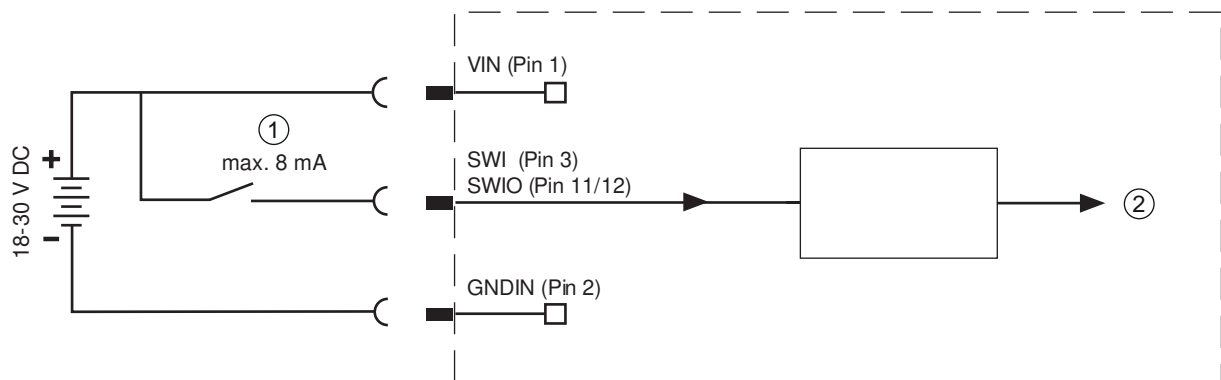 VIN (Pin 1)
1
max. 8 mA
SWI (Pin 3)
SWIO (Pin 11/12)
+
18-30 V DC
-
2
GNDIN (Pin 2)